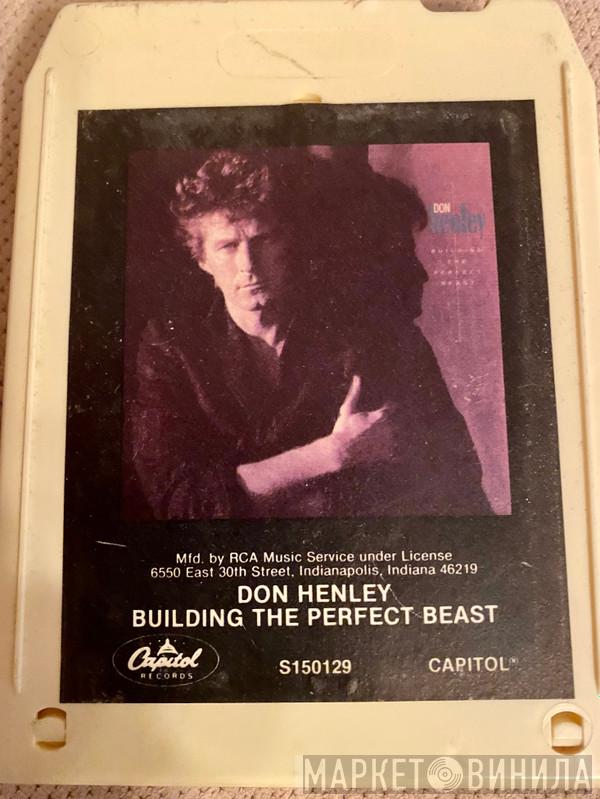 DON
henley
BUILDING
THE
PERFECT
BEAST
Mfd. by RCA Music Service under License
6550 East 30th Street, Indianapolis, Indiana 46219
DON HENLEY
BUILDING THE PERFECT BEAST
Capitol
RECORDS
S150129
CAPITOL®
МАРКЕТ ВИНИЛА